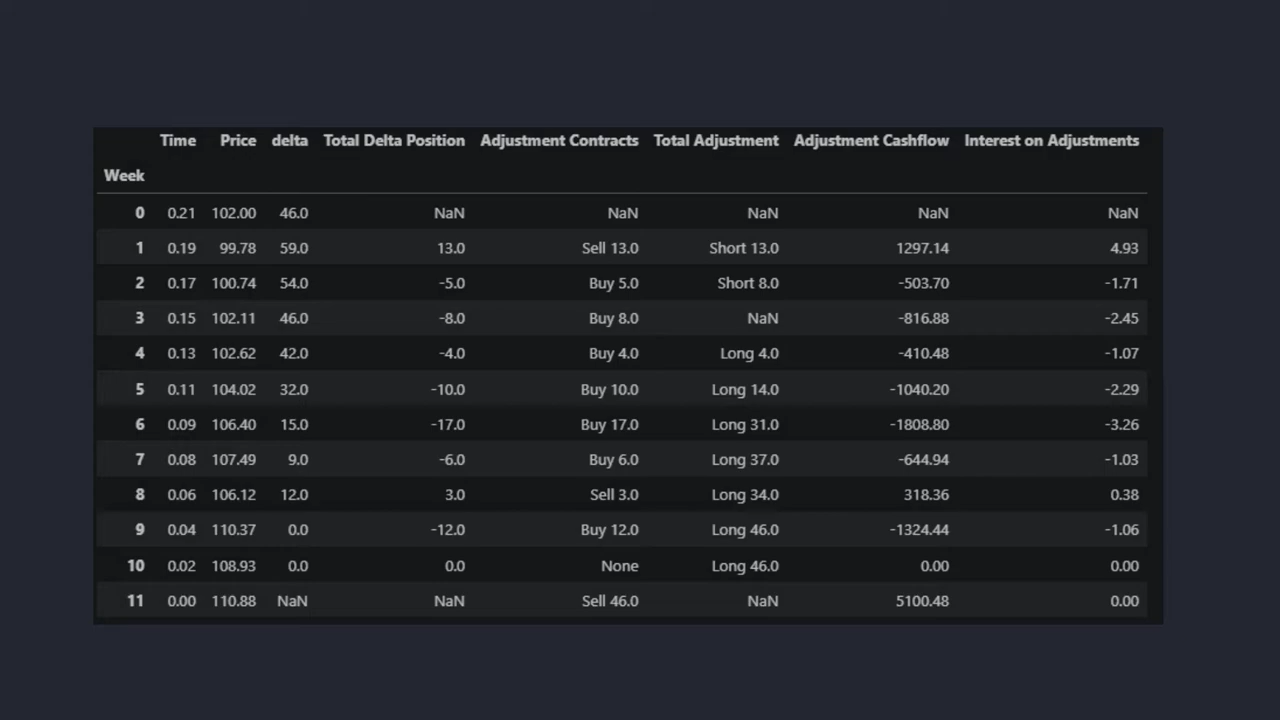 Time Price delta Total Delta Position Adjustment Contracts Total Adjustment Adjustment Cashflow Interest on Adjustments
Week
0 0.21 102.00 46.0 NaN NaN NaN NaN NaN
1 0.19 99.78 59.0 13.0 Sell 13.0 Short 13.0 1297.14 4.93
2 0.17 100.74 54.0 -5.0 Buy 5.0 Short 8.0 -503.70 -1.71
3 0.15 102.11 46.0 -8.0 Buy 8.0 NaN -816.88 -2.45
4 0.13 102.62 42.0 -4.0 Buy 4.0 Long 4.0 -410.48 -1.07
5 0.11 104.02 32.0 -10.0 Buy 10.0 Long 14.0 -1040.20 -2.29
6 0.09 106.40 15.0 -17.0 Buy 17.0 Long 31.0 -1808.80 -3.26
7 0.08 107.49 9.0 -6.0 Buy 6.0 Long 37.0 -644.94 -1.03
8 0.06 106.12 12.0 3.0 Sell 3.0 Long 34.0 318.36 0.38
9 0.04 110.37 0.0 -12.0 Buy 12.0 Long 46.0 -1324.44 -1.06
10 0.02 108.93 0.0 0.0 None Long 46.0 0.00 0.00
11 0.00 110.88 NaN NaN Sell 46.0 NaN 5100.48 0.00